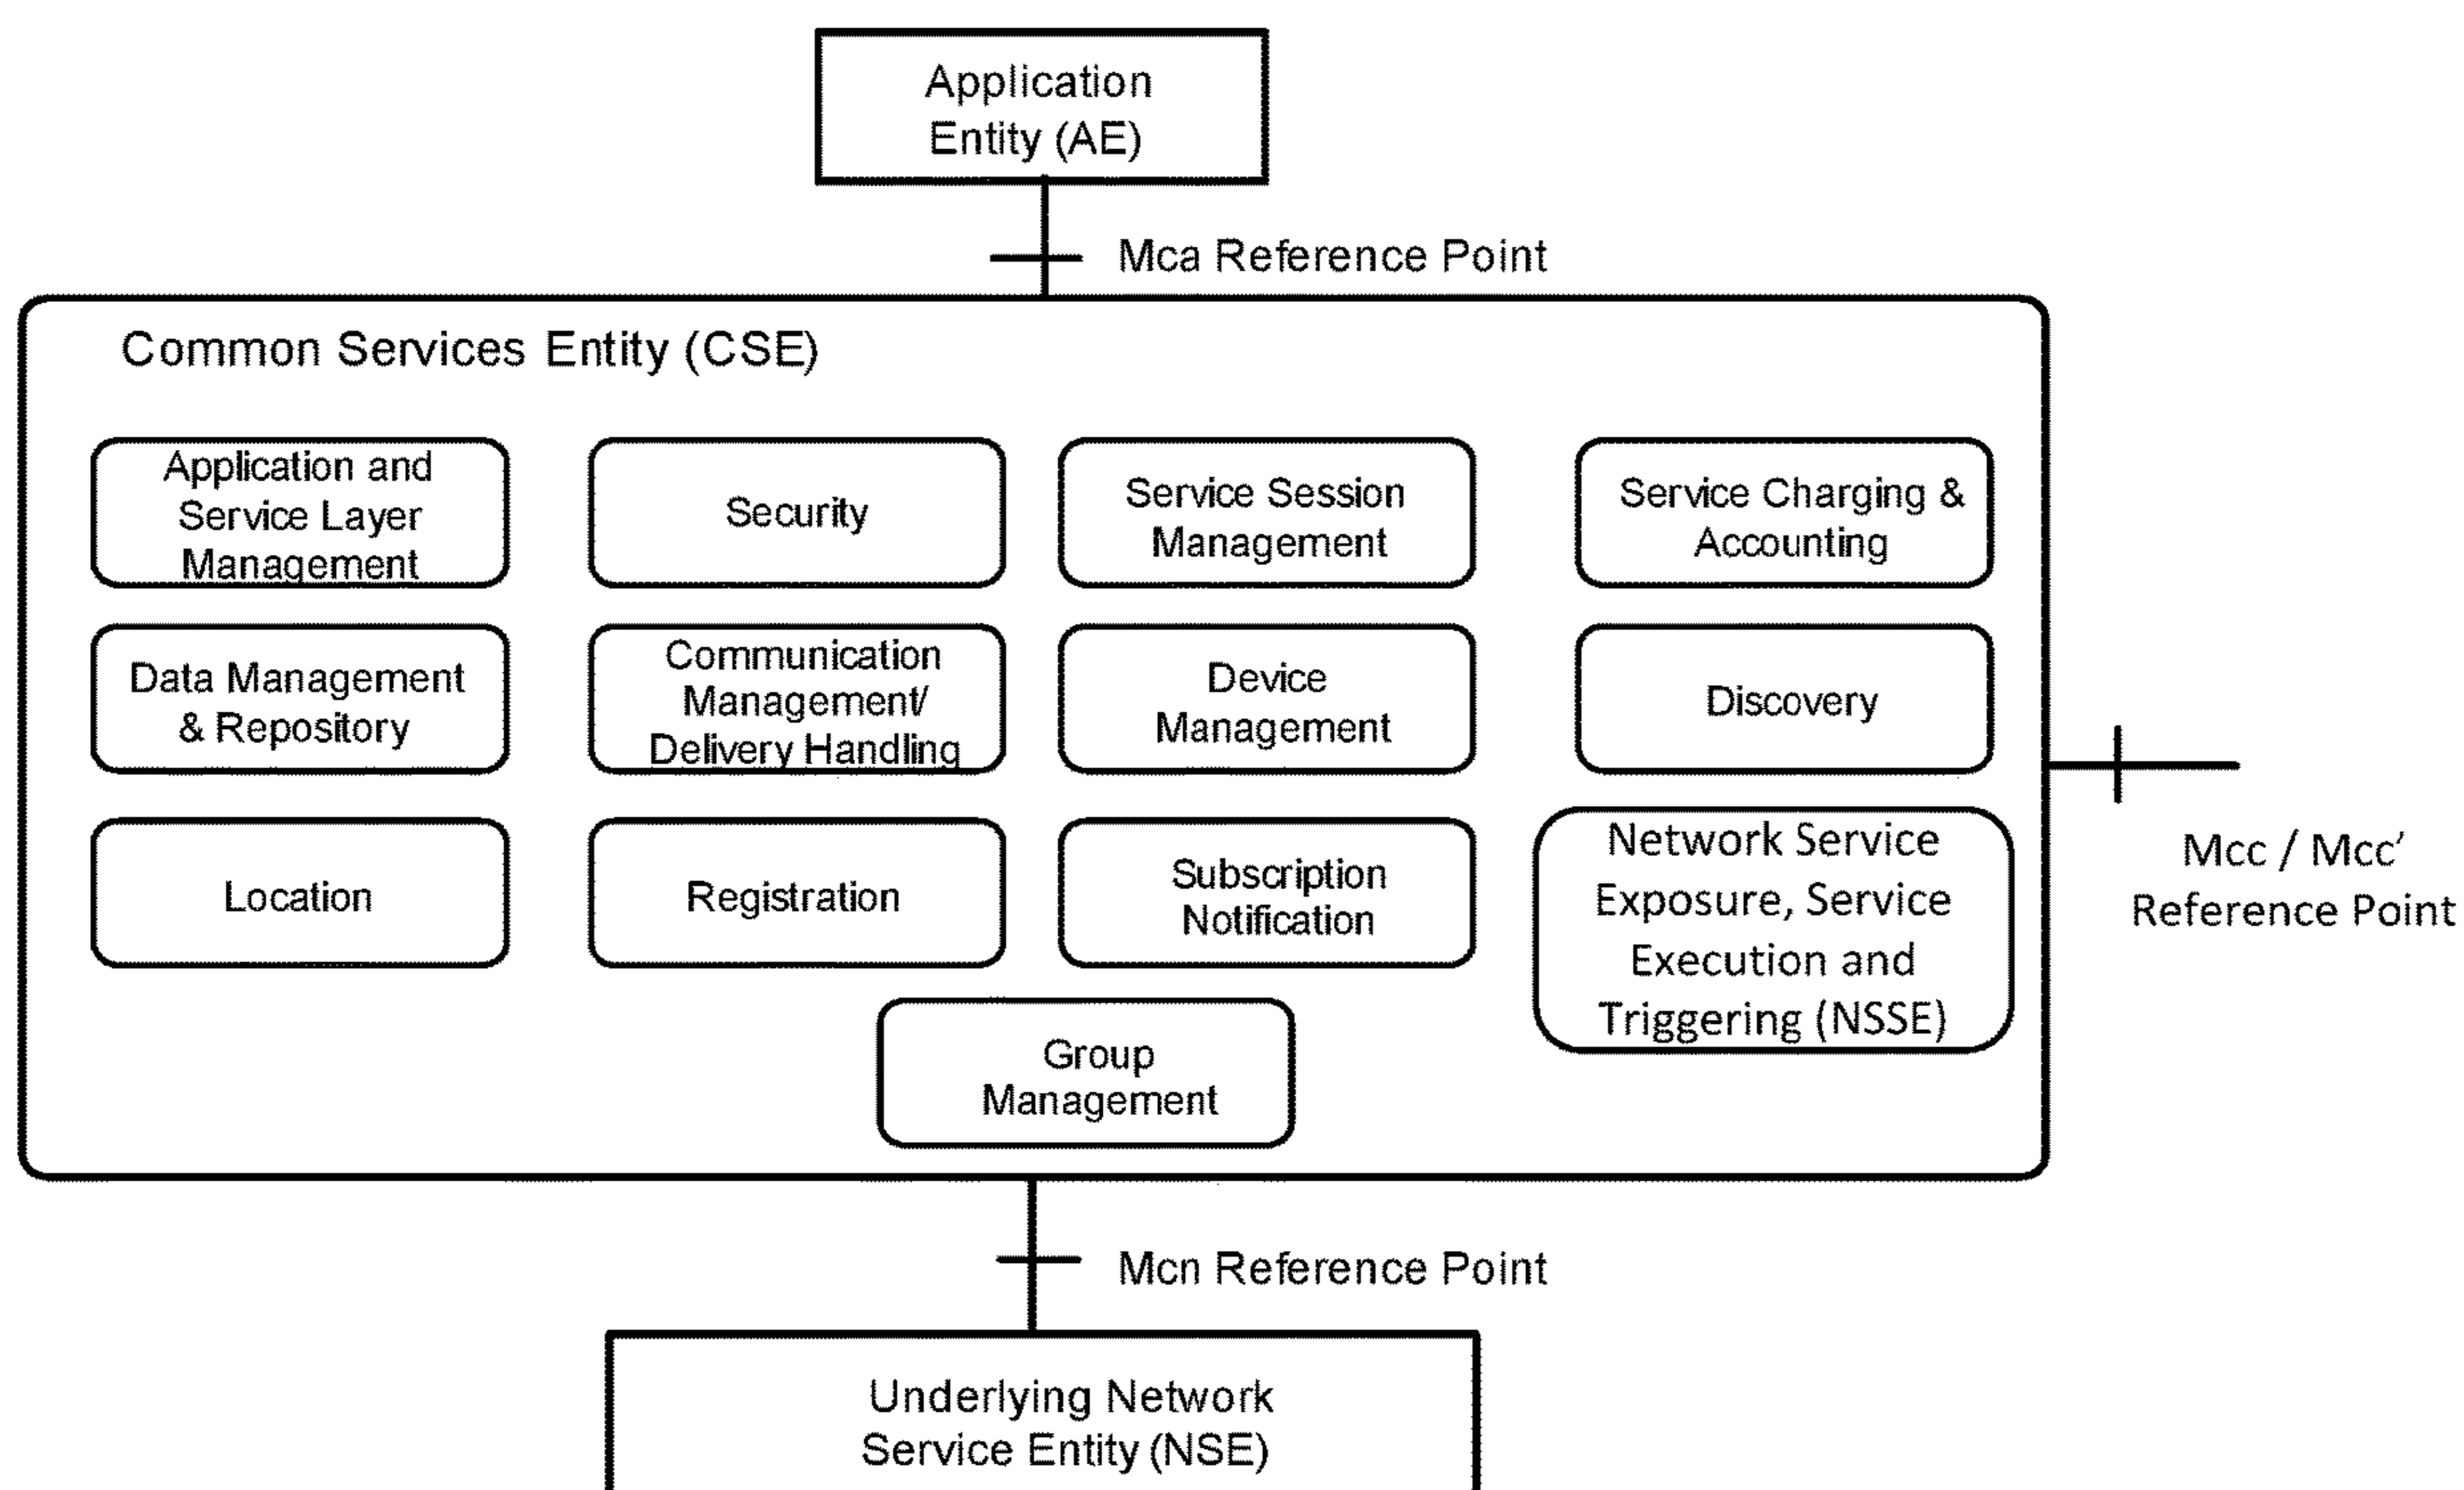 Application
Entity (AE)
Mca Reference Point
Common Services Entity (CSE)
Application and
Service Layer
Management
Security
Service Session
Management
Service Charging &
Accounting
Data Management
& Repository
Communication
Management/
Delivery Handling
Device
Management
Discovery
Mcc / Mcc’
Reference Point
Location
Registration
Subscription
Notification
Network Service
Exposure, Service
Execution and
Triggering (NSSE)
Group
Management
Mcn Reference Point
Underlying Network
Service Entity (NSE)